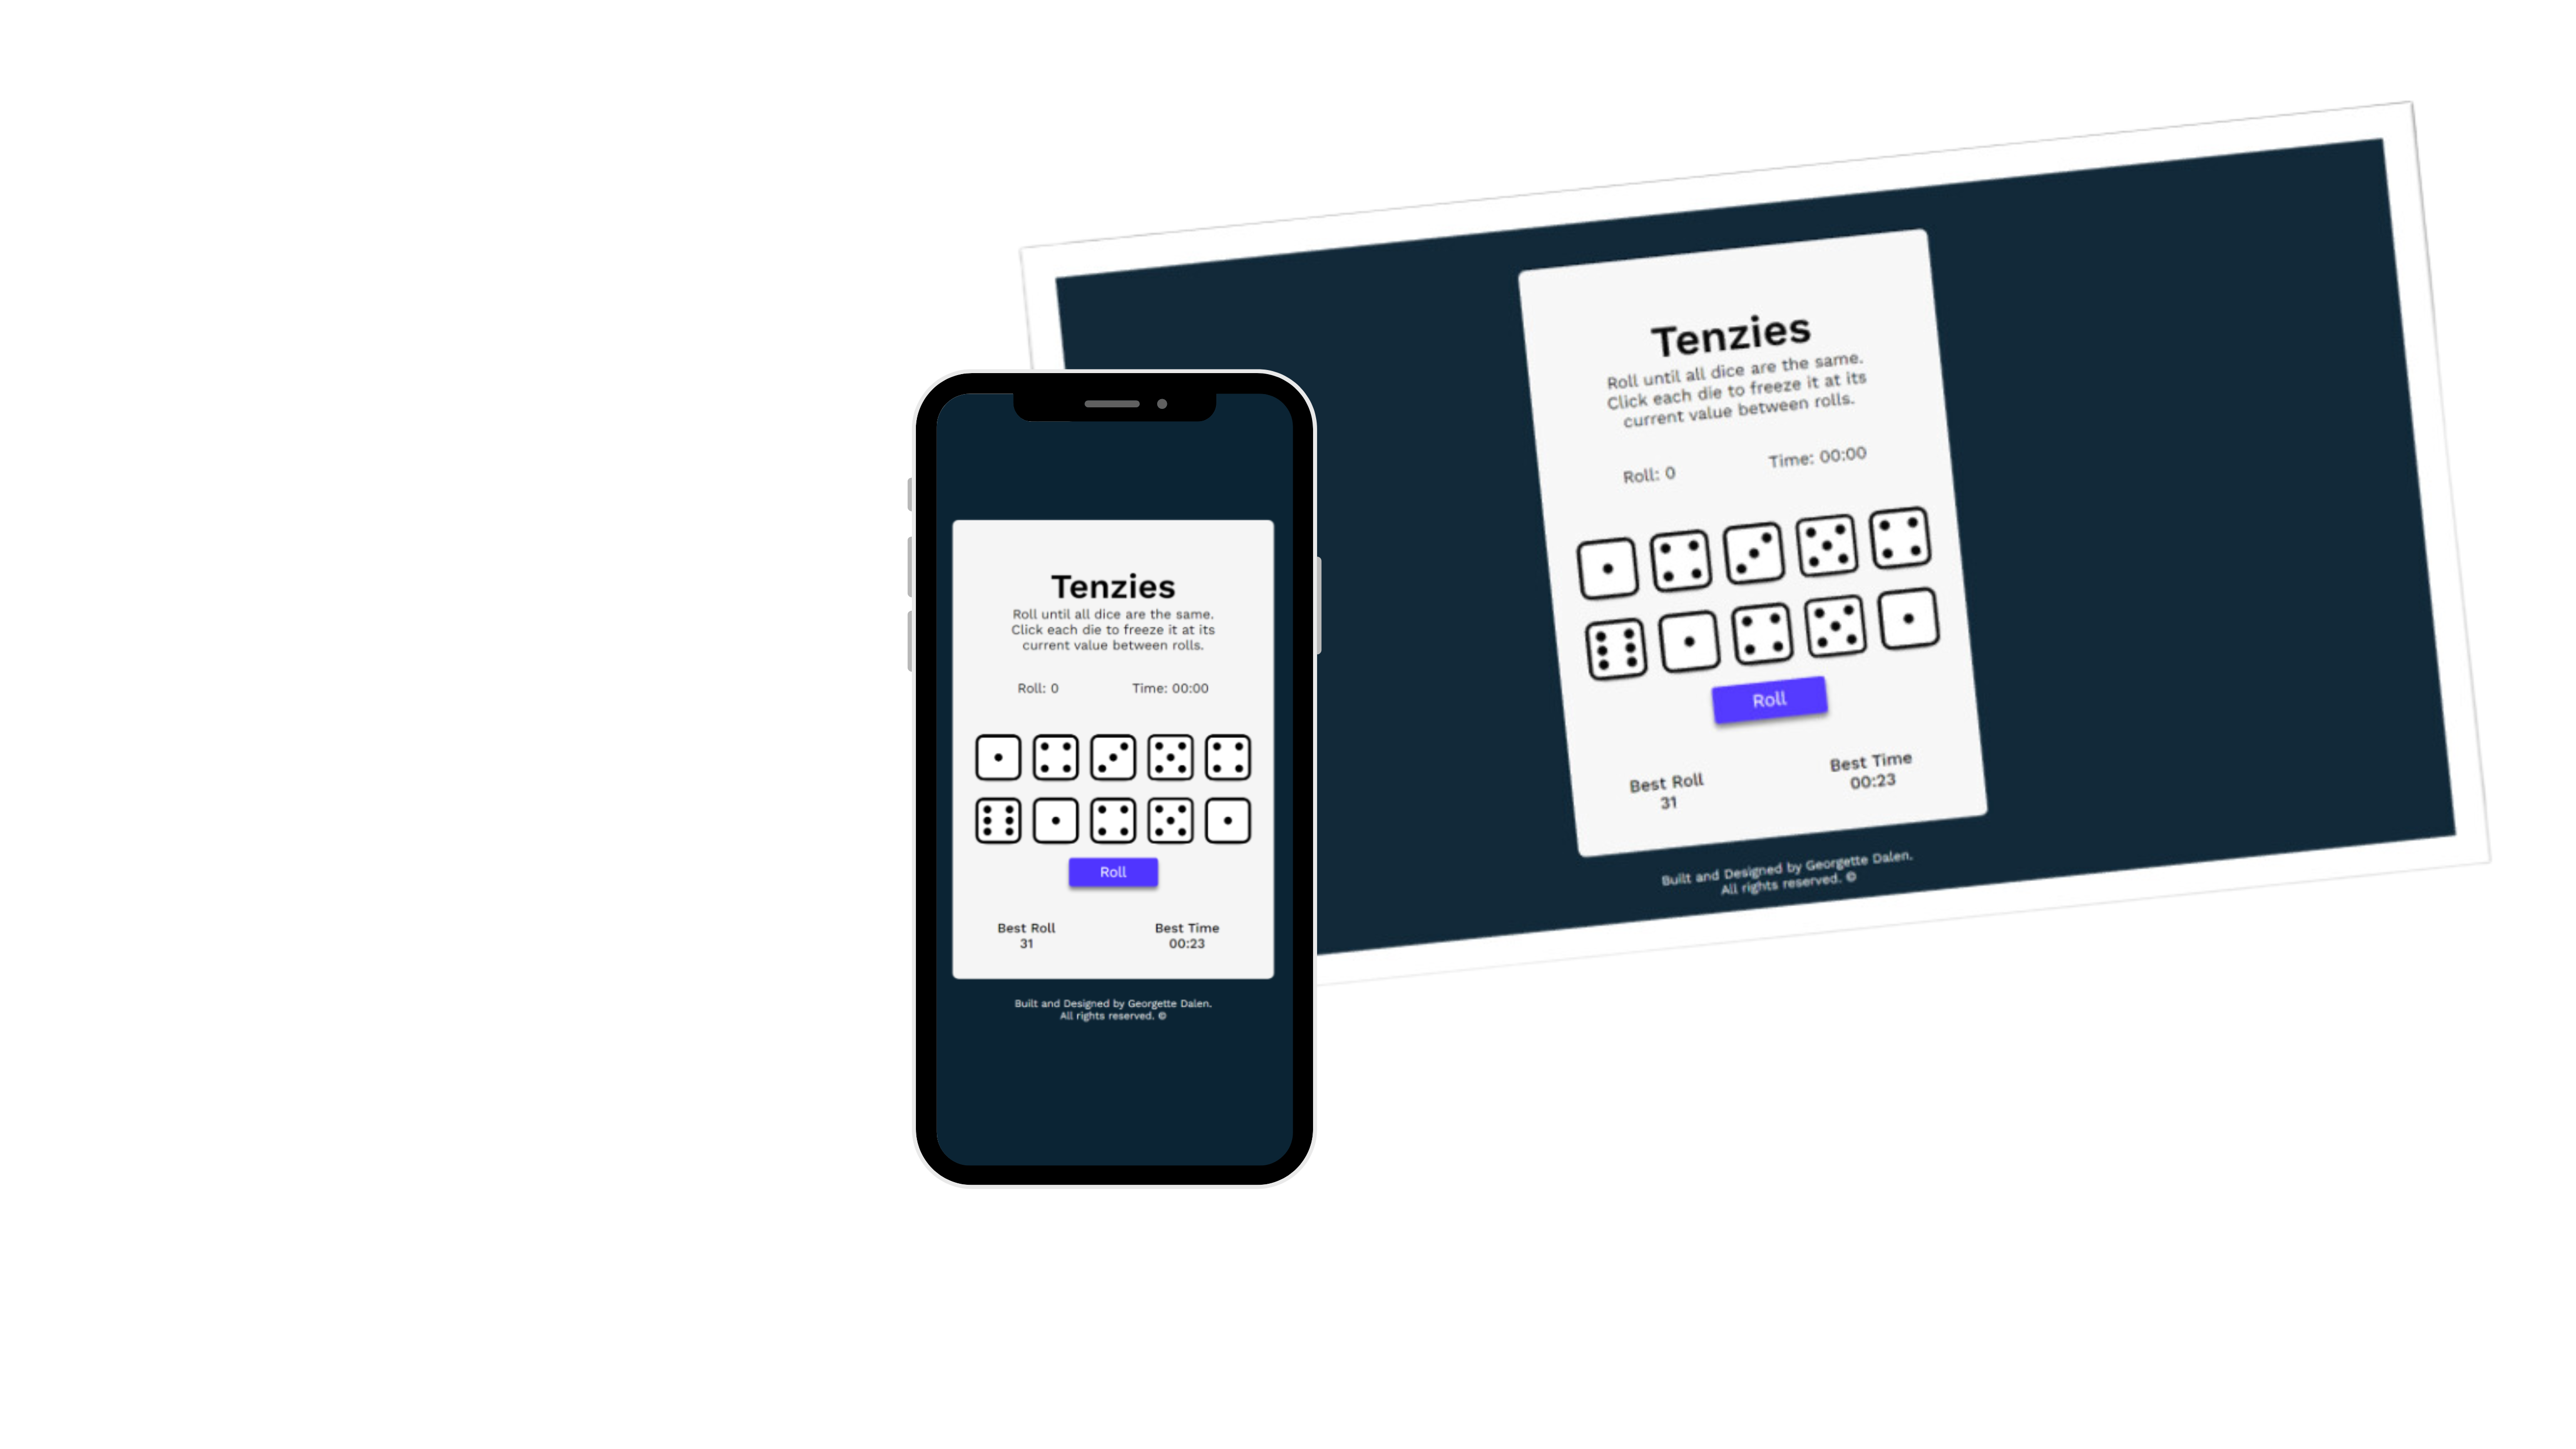 Tenzies
Roll until all dice are the same.
Click each die to freeze it at its
current value between rolls.
Roll: 0 Time: 00:00
Roll
Best Roll Best Time
31 00:23
Built and Designed by Georgette Dalen.
All rights reserved. ©
Tenzies
Roll until all dice are the same.
Click each die to freeze it at its
current value between rolls.
Roll: 0 Time: 00:00
Roll
Best Roll Best Time
31 00:23
Built and Designed by Georgette Dalen.
All rights reserved. ©